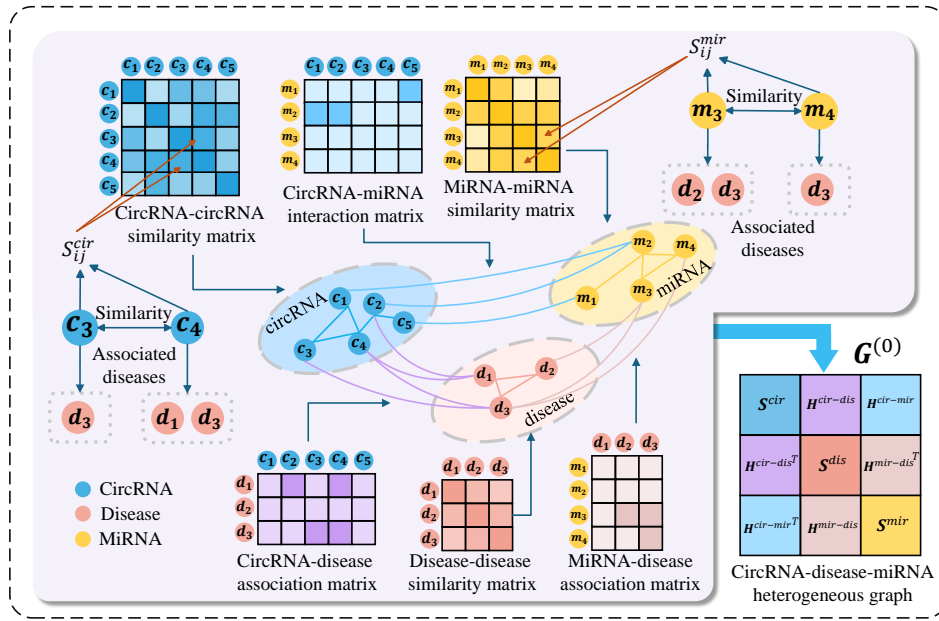 c₁ c₂ c₃ c₄ c₅
c₁
c₂
c₃
c₄
c₅
CircRNA-circRNA
similarity matrix
c₁ c₂ c₃ c₄ c₅
m₁
m₂
m₃
m₄
CircRNA-miRNA
interaction matrix
m₁ m₂ m₃ m₄
m₁
m₂
m₃
m₄
MiRNA-miRNA
similarity matrix
S_{ij}^{mir}
m₃ Similarity m₄
d₂ d₃ d₃
Associated
diseases
S_{ij}^{cir}
c₃ Similarity c₄
Associated
diseases
d₃ d₁ d₃
circRNA
c₁ c₂
c₃ c₄ c₅
m₂ m₄
m₁ m₃
miRNA
d₁ d₂
d₃
disease
CircRNA
Disease
MiRNA
c₁ c₂ c₃ c₄ c₅
d₁
d₂
d₃
CircRNA-disease
association matrix
d₁ d₂ d₃
d₁
d₂
d₃
Disease-disease
similarity matrix
d₁ d₂ d₃
m₁
m₂
m₃
m₄
MiRNA-disease
association matrix
G^{(0)}
S^{cir} H^{cir-dis} H^{cir-mir}
H^{cir-dis^T} S^{dis} H^{mir-dis^T}
H^{cir-mir^T} H^{mir-dis} S^{mir}
CircRNA-disease-miRNA
heterogeneous graph